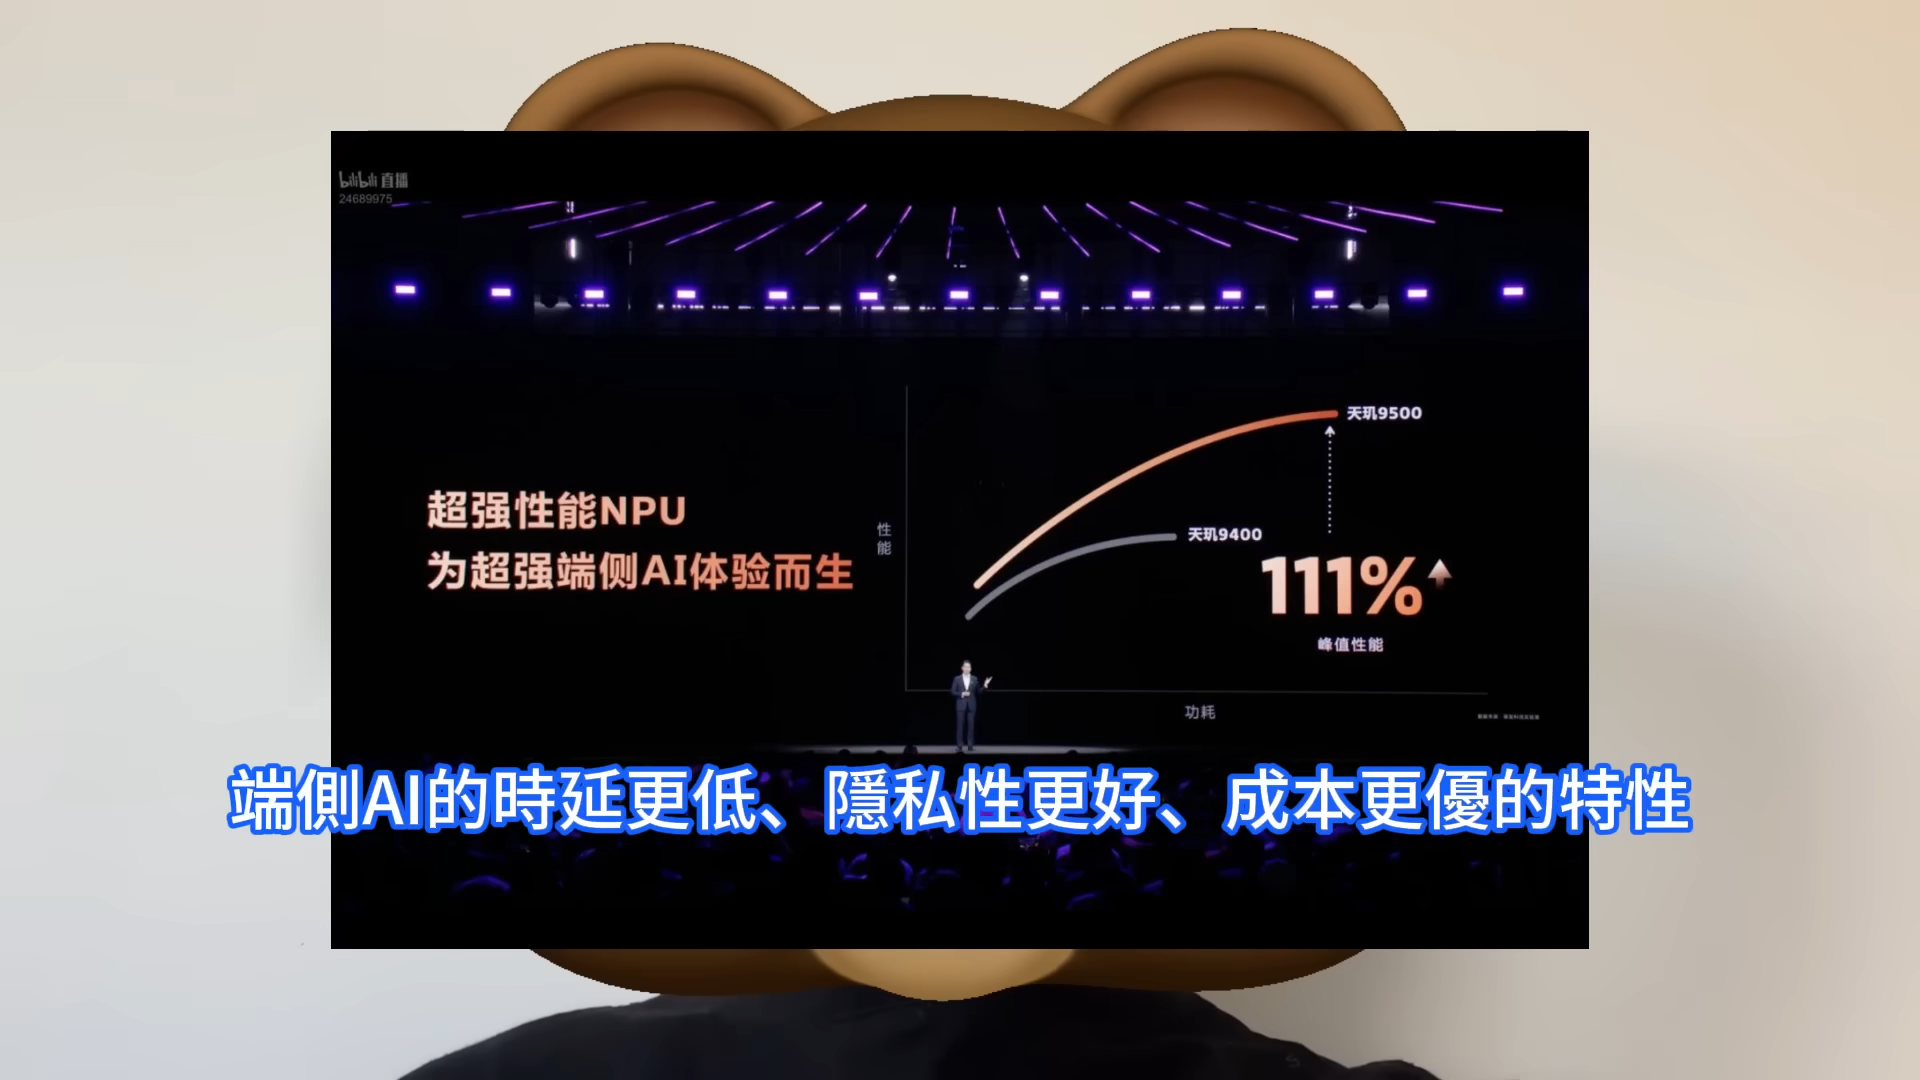 bilibili 直播
24689975
天玑9500
超强性能NPU
为超强端侧AI体验而生
性能
天玑9400
111%
峰值性能
功耗
端側AI的時延更低、隱私性更好、成本更優的特性